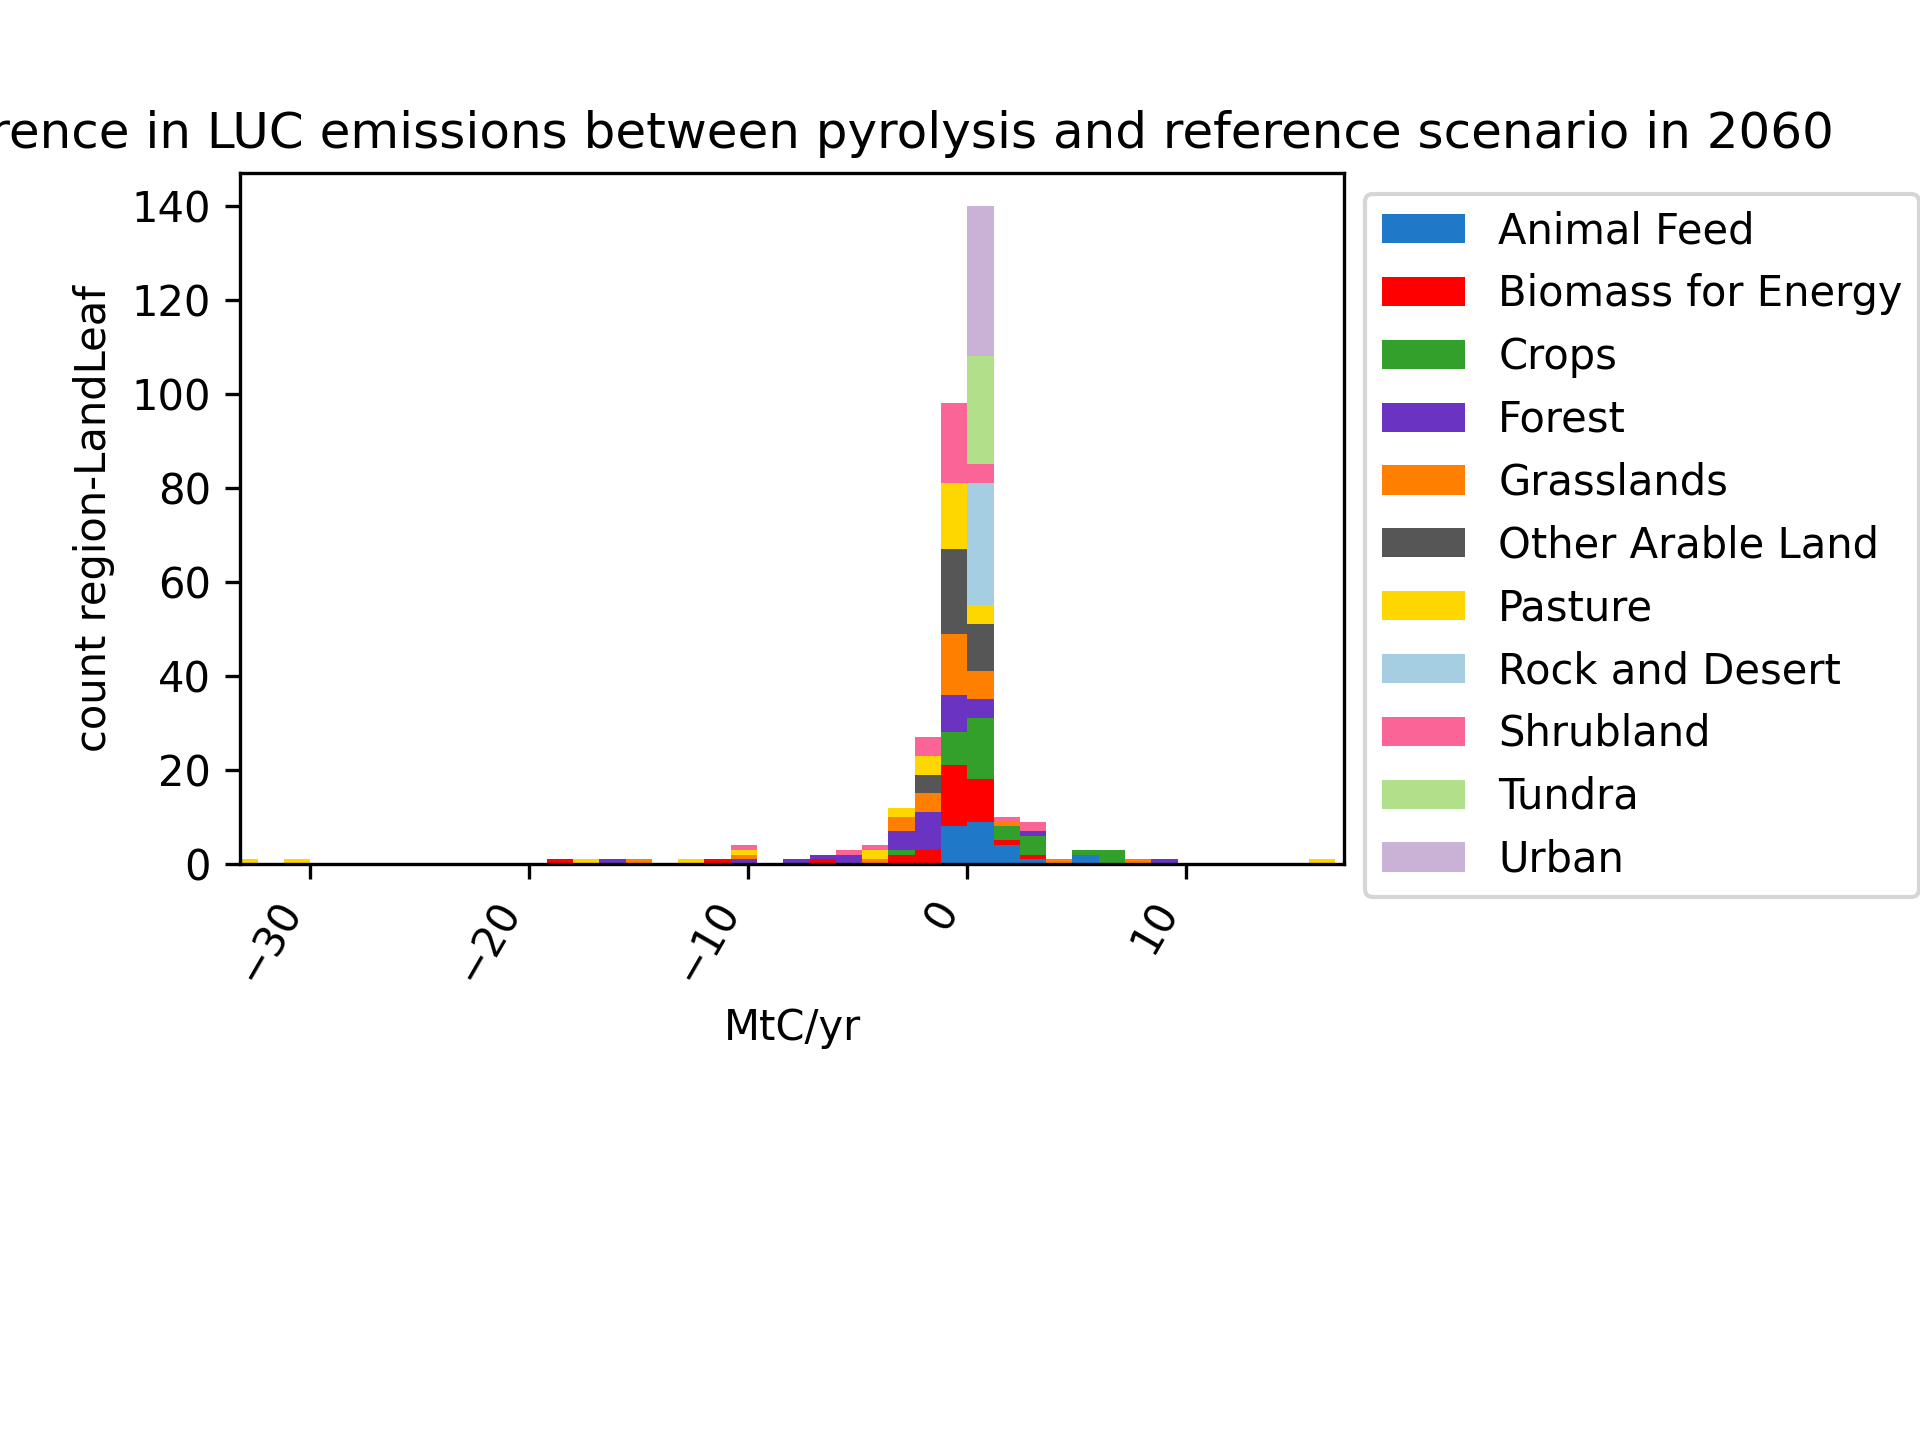 in LUC emissions between pyrolysis and reference scenario in 2060
count region-LandLeaf
140
120
100
80
60
40
20
0
−30
−20
−10
0
10
MtC/yr
Animal Feed
Biomass for Energy
Crops
Forest
Grasslands
Other Arable Land
Pasture
Rock and Desert
Shrubland
Tundra
Urban